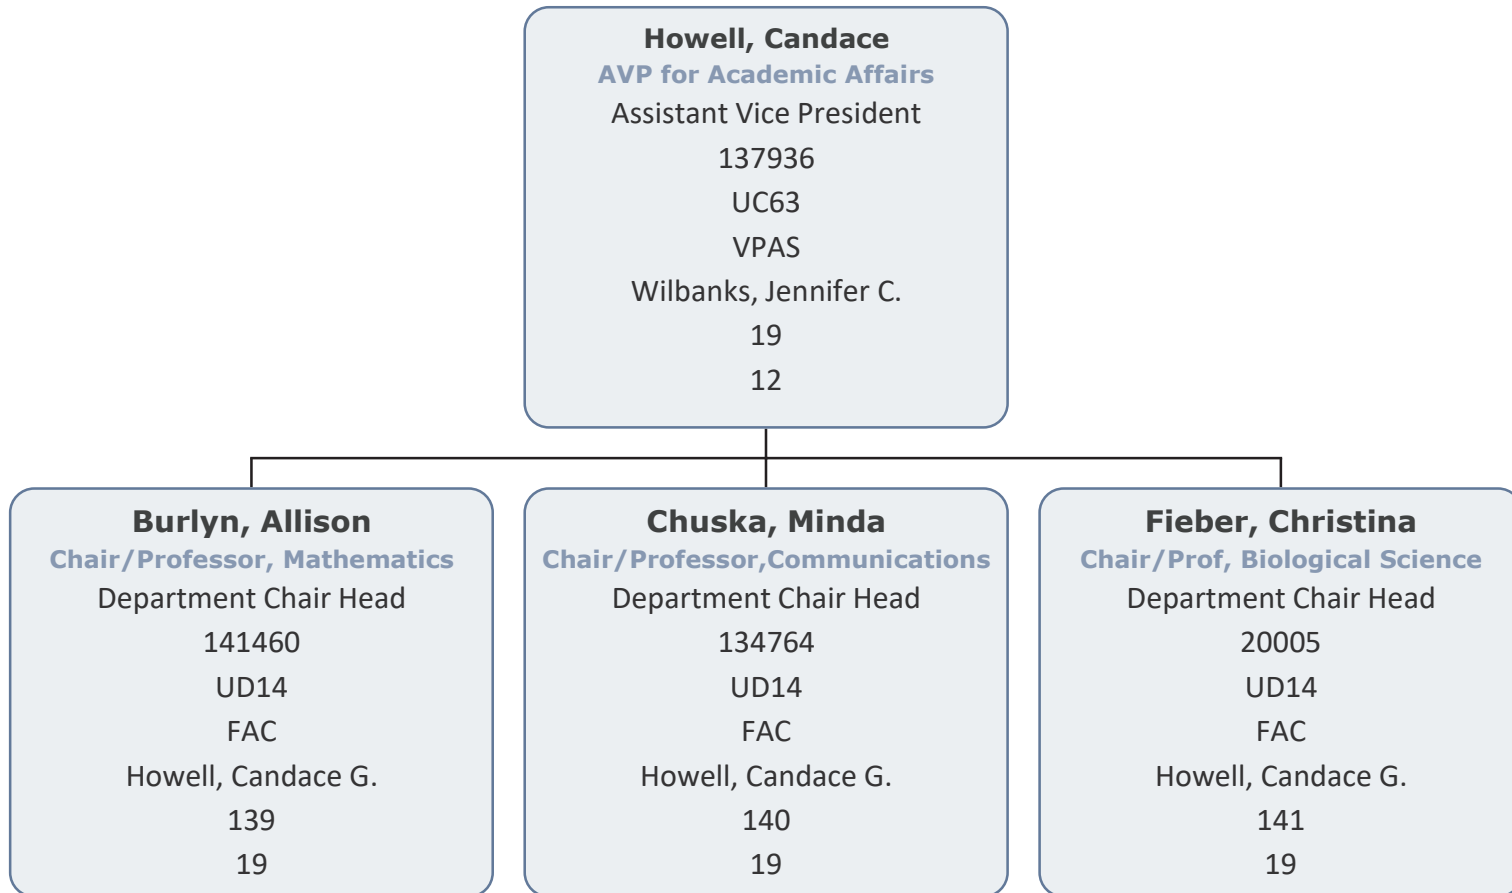 Howell, Candace
AVP for Academic Affairs
Assistant Vice President
137936
UC63
VPAS
Wilbanks, Jennifer C.
19
12
Burlyn, Allison
Chair/Professor, Mathematics
Department Chair Head
141460
UD14
FAC
Howell, Candace G.
139
19
Chuska, Minda
Chair/Professor,Communications
Department Chair Head
134764
UD14
FAC
Howell, Candace G.
140
19
Fieber, Christina
Chair/Prof, Biological Science
Department Chair Head
20005
UD14
FAC
Howell, Candace G.
141
19